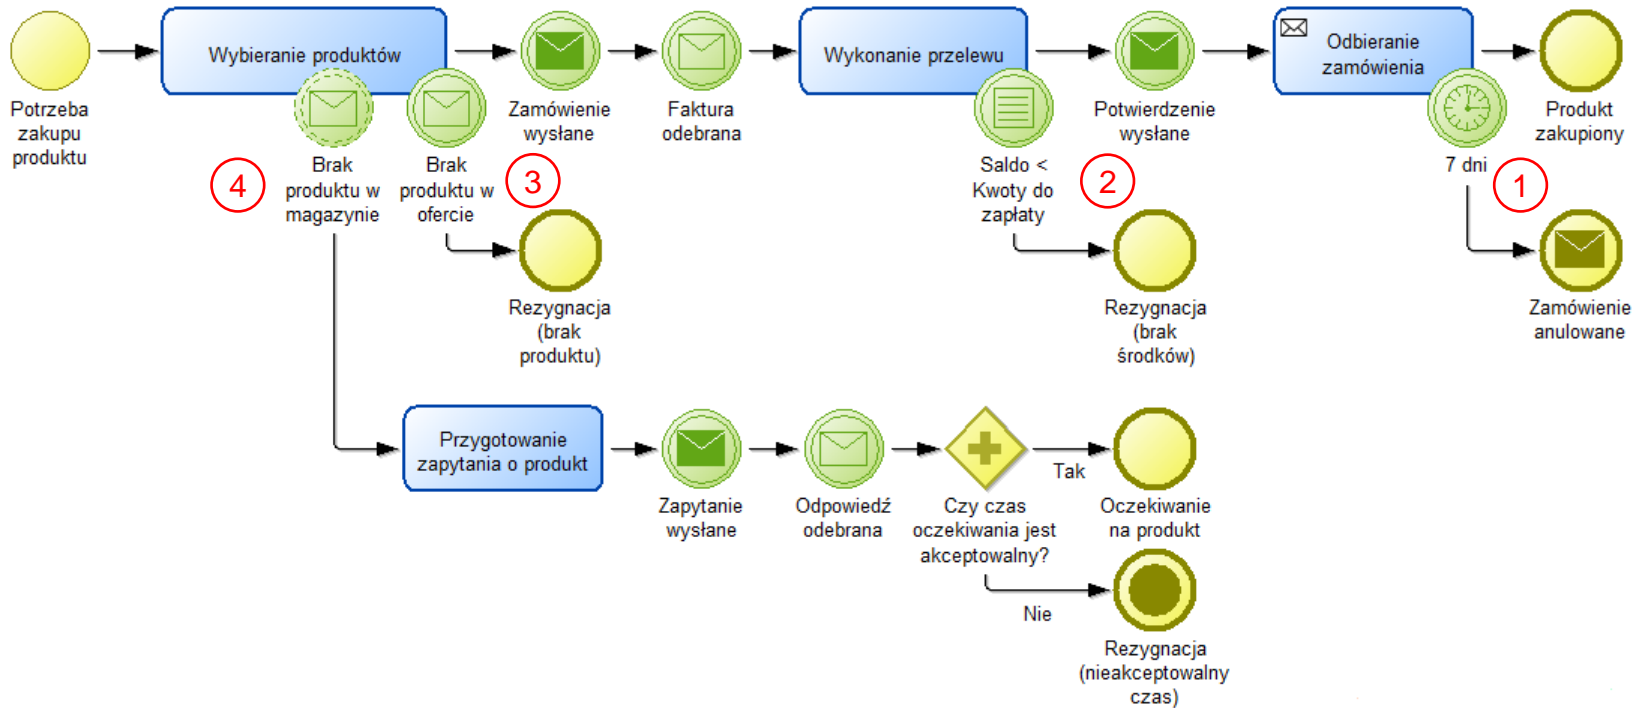 Wybieranie produktów
Wykonanie przelewu
Odbieranie
zamówienia
Potrzeba
zakupu
produktu
Zamówienie
wysłane
Faktura
odebrana
Potwierdzenie
wysłane
Produkt
zakupiony
Brak
produktu w
magazynie
4
Brak
produktu w
ofercie
3
Saldo <
Kwoty do
zapłaty
2
7 dni
1
Rezygnacja
(brak
produktu)
Rezygnacja
(brak
środków)
Zamówienie
anulowane
Przygotowanie
zapytania o produkt
Zapytanie
wysłane
Odpowiedź
odebrana
Czy czas
oczekiwania jest
akceptowalny?
Tak
Oczekiwanie
na produkt
Nie
Rezygnacja
(nieakceptowalny
czas)